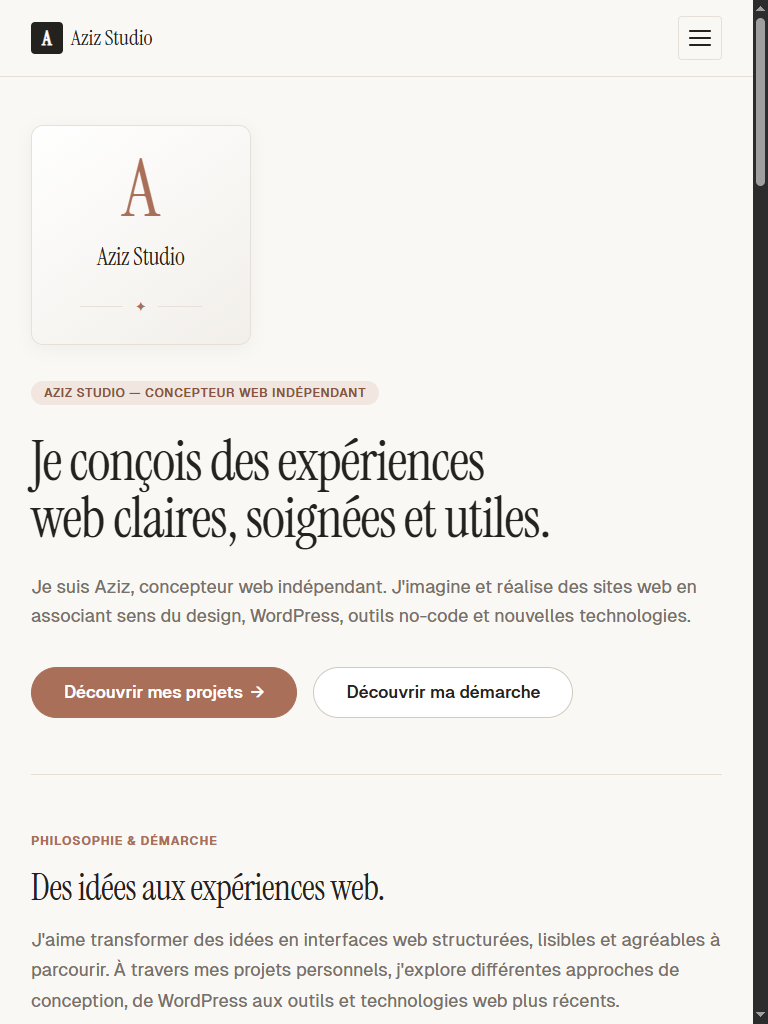 A Aziz Studio
A
Aziz Studio
AZIZ STUDIO — CONCEPTEUR WEB INDÉPENDANT
Je conçois des expériences
web claires, soignées et utiles.
Je suis Aziz, concepteur web indépendant. J'imagine et réalise des sites web en
associant sens du design, WordPress, outils no-code et nouvelles technologies.
Découvrir mes projets →
Découvrir ma démarche
PHILOSOPHIE & DÉMARCHE
Des idées aux expériences web.
J'aime transformer des idées en interfaces web structurées, lisibles et agréables à
parcourir. À travers mes projets personnels, j'explore différentes approches de
conception, de WordPress aux outils et technologies web plus récents.